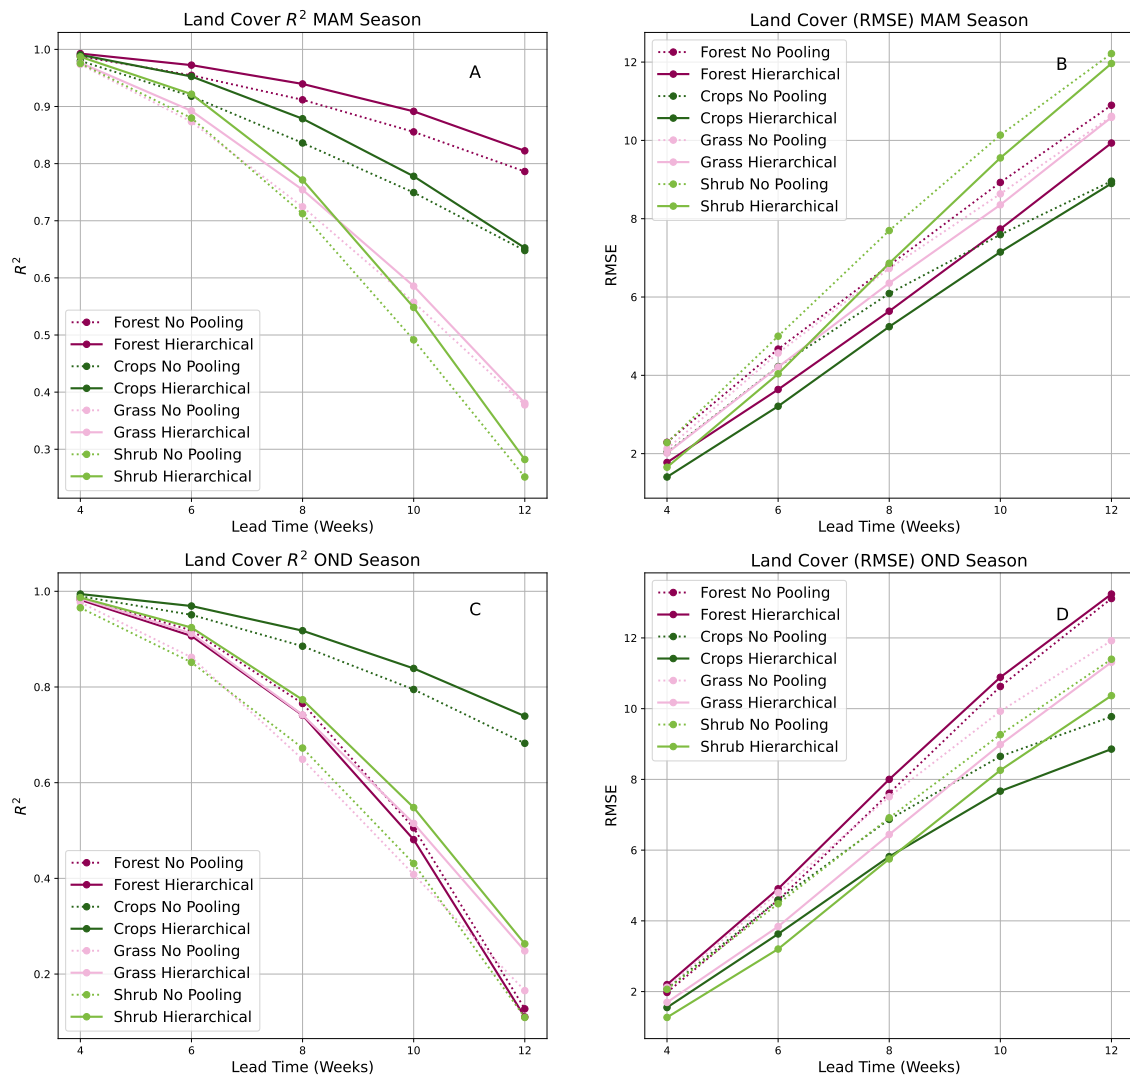 Land Cover R² MAM Season
A
1.0
0.9
0.8
0.7
0.6
0.5
0.4
0.3
R²
Forest No Pooling
Forest Hierarchical
Crops No Pooling
Crops Hierarchical
Grass No Pooling
Grass Hierarchical
Shrub No Pooling
Shrub Hierarchical
4 6 8 10 12
Lead Time (Weeks)
Land Cover (RMSE) MAM Season
B
Forest No Pooling
Forest Hierarchical
Crops No Pooling
Crops Hierarchical
Grass No Pooling
Grass Hierarchical
Shrub No Pooling
Shrub Hierarchical
12
10
8
6
4
2
RMSE
4 6 8 10 12
Lead Time (Weeks)
Land Cover R² OND Season
C
1.0
0.8
0.6
0.4
0.2
R²
Forest No Pooling
Forest Hierarchical
Crops No Pooling
Crops Hierarchical
Grass No Pooling
Grass Hierarchical
Shrub No Pooling
Shrub Hierarchical
4 6 8 10 12
Lead Time (Weeks)
Land Cover (RMSE) OND Season
D
Forest No Pooling
Forest Hierarchical
Crops No Pooling
Crops Hierarchical
Grass No Pooling
Grass Hierarchical
Shrub No Pooling
Shrub Hierarchical
12
10
8
6
4
2
RMSE
4 6 8 10 12
Lead Time (Weeks)